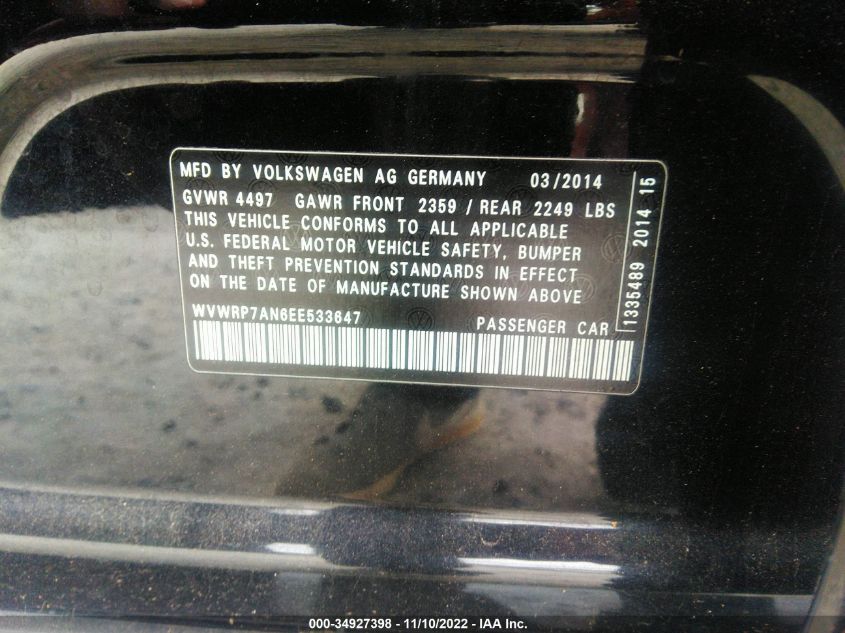 MFD BY VOLKSWAGEN AG GERMANY 03/2014
GVWR 4497 GAWR FRONT 2359 / REAR 2249 LBS
THIS VEHICLE CONFORMS TO ALL APPLICABLE
U.S. FEDERAL MOTOR VEHICLE SAFETY, BUMPER
AND THEFT PREVENTION STANDARDS IN EFFECT
ON THE DATE OF MANUFACTURE SHOWN ABOVE
WVWRP7AN6EE533647 PASSENGER CAR
1335489 2014 15
000-34927398 - 11/10/2022 - IAA Inc.